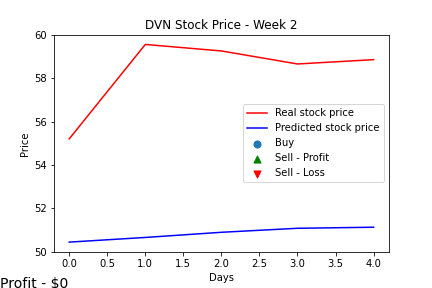 DVN Stock Price - Week 2
60
58
56
54
52
50
Price
Real stock price
Predicted stock price
Buy
Sell - Profit
Sell - Loss
0.0 0.5 1.0 1.5 2.0 2.5 3.0 3.5 4.0
Days
Profit - $0